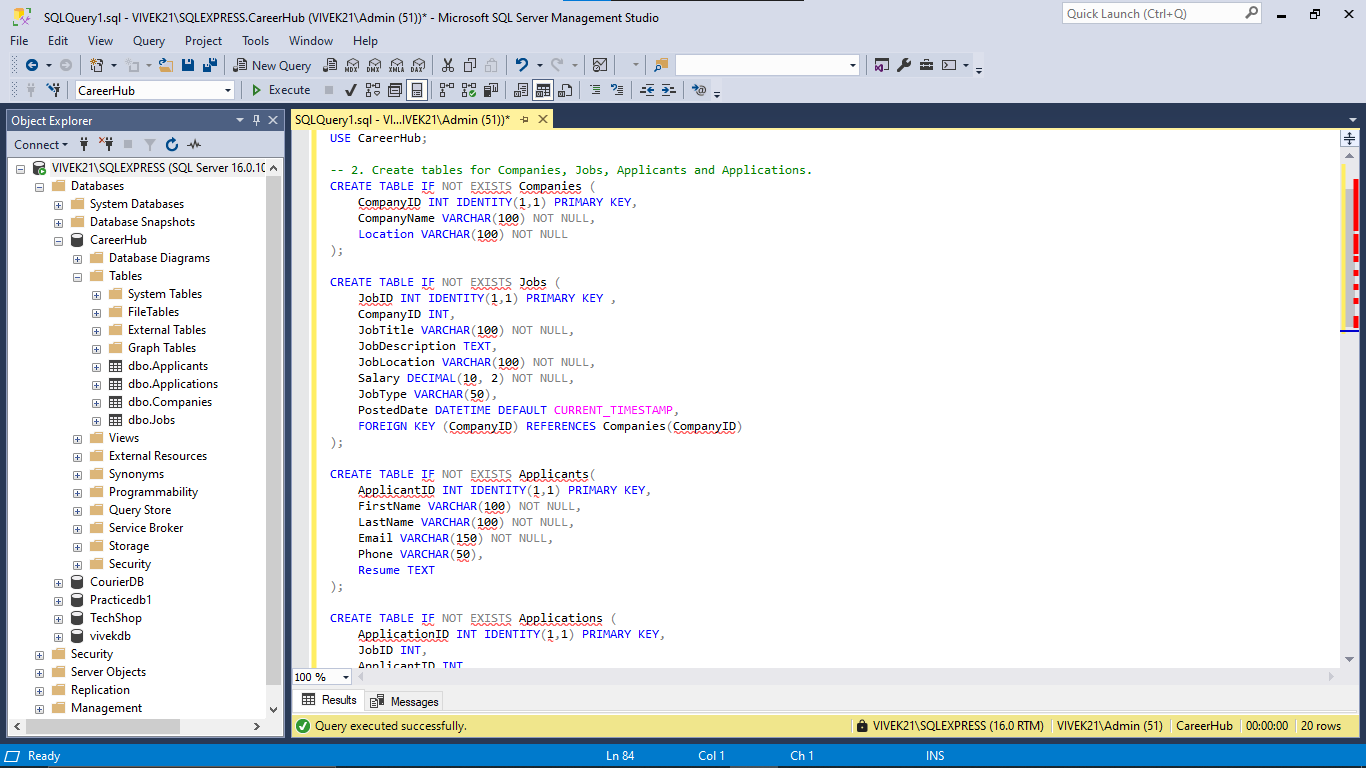 SQLQuery1.sql - VIVEK21\SQLEXPRESS.CareerHub (VIVEK21\Admin (51))* - Microsoft SQL Server Management Studio
Quick Launch (Ctrl+Q)
File Edit View Query Project Tools Window Help
New Query MDX DMX XMLA DAX
CareerHub Execute
Object Explorer
Connect
VIVEK21\SQLEXPRESS (SQL Server 16.0.10
Databases
System Databases
Database Snapshots
CareerHub
Database Diagrams
Tables
System Tables
FileTables
External Tables
Graph Tables
dbo.Applicants
dbo.Applications
dbo.Companies
dbo.Jobs
Views
External Resources
Synonyms
Programmability
Query Store
Service Broker
Storage
Security
CourierDB
Practicedb1
TechShop
vivekdb
Security
Server Objects
Replication
Management
SQLQuery1.sql - VI...IVEK21\Admin (51))*
USE CareerHub;
-- 2. Create tables for Companies, Jobs, Applicants and Applications.
CREATE TABLE IF NOT EXISTS Companies (
CompanyID INT IDENTITY(1,1) PRIMARY KEY,
CompanyName VARCHAR(100) NOT NULL,
Location VARCHAR(100) NOT NULL
);
CREATE TABLE IF NOT EXISTS Jobs (
JobID INT IDENTITY(1,1) PRIMARY KEY ,
CompanyID INT,
JobTitle VARCHAR(100) NOT NULL,
JobDescription TEXT,
JobLocation VARCHAR(100) NOT NULL,
Salary DECIMAL(10, 2) NOT NULL,
JobType VARCHAR(50),
PostedDate DATETIME DEFAULT CURRENT_TIMESTAMP,
FOREIGN KEY (CompanyID) REFERENCES Companies(CompanyID)
);
CREATE TABLE IF NOT EXISTS Applicants(
ApplicantID INT IDENTITY(1,1) PRIMARY KEY,
FirstName VARCHAR(100) NOT NULL,
LastName VARCHAR(100) NOT NULL,
Email VARCHAR(150) NOT NULL,
Phone VARCHAR(50),
Resume TEXT
);
CREATE TABLE IF NOT EXISTS Applications (
ApplicationID INT IDENTITY(1,1) PRIMARY KEY,
JobID INT,
ApplicantID INT
100 %
Results Messages
Query executed successfully. VIVEK21\SQLEXPRESS (16.0 RTM) VIVEK21\Admin (51) CareerHub 00:00:00 20 rows
Ready Ln 84 Col 1 Ch 1 INS